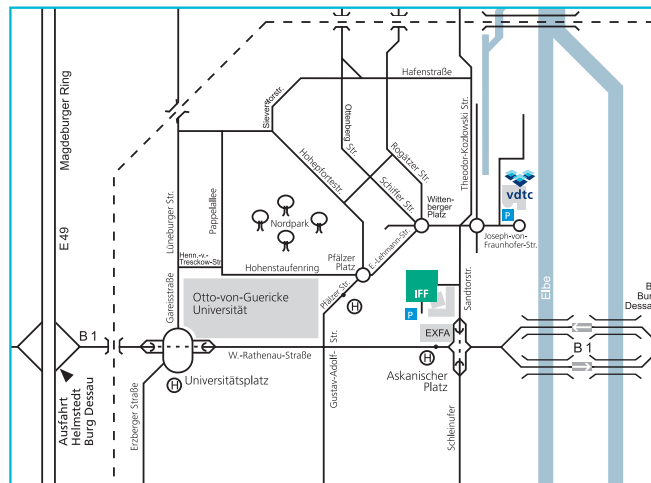 Hafenstraße
Magdeburger Ring
E 49
Sieverstorstr.
Ottenberg Str.
Rogätzer Str.
Theodor-Kozlowski Str.
Hohepfortestr.
Schiffer Str.
vdtc
P
Lüneburger Str.
Pappelallee
Nordpark
Witten-
berger
Platz
Joseph-von-
Fraunhofer-Str.
Henn.-v.-
Tresckow-Str.
Hohenstaufenring
Pfälzer
Platz
E.-Lehmann-Str.
Pfälzer Str.
H
IFF
P
Sandtorstr.
Elbe
B
Bur
Dessa
Gareisstraße
Otto-von-Guericke
Universität
EXFA
B 1
W.-Rathenau-Straße
H
B 1
H
Universitätsplatz
Askanischer
Platz
Gustav-Adolf- Str.
Schleinufer
Erzberger Straße
Ausfahrt
Helmstedt
Burg Dessau